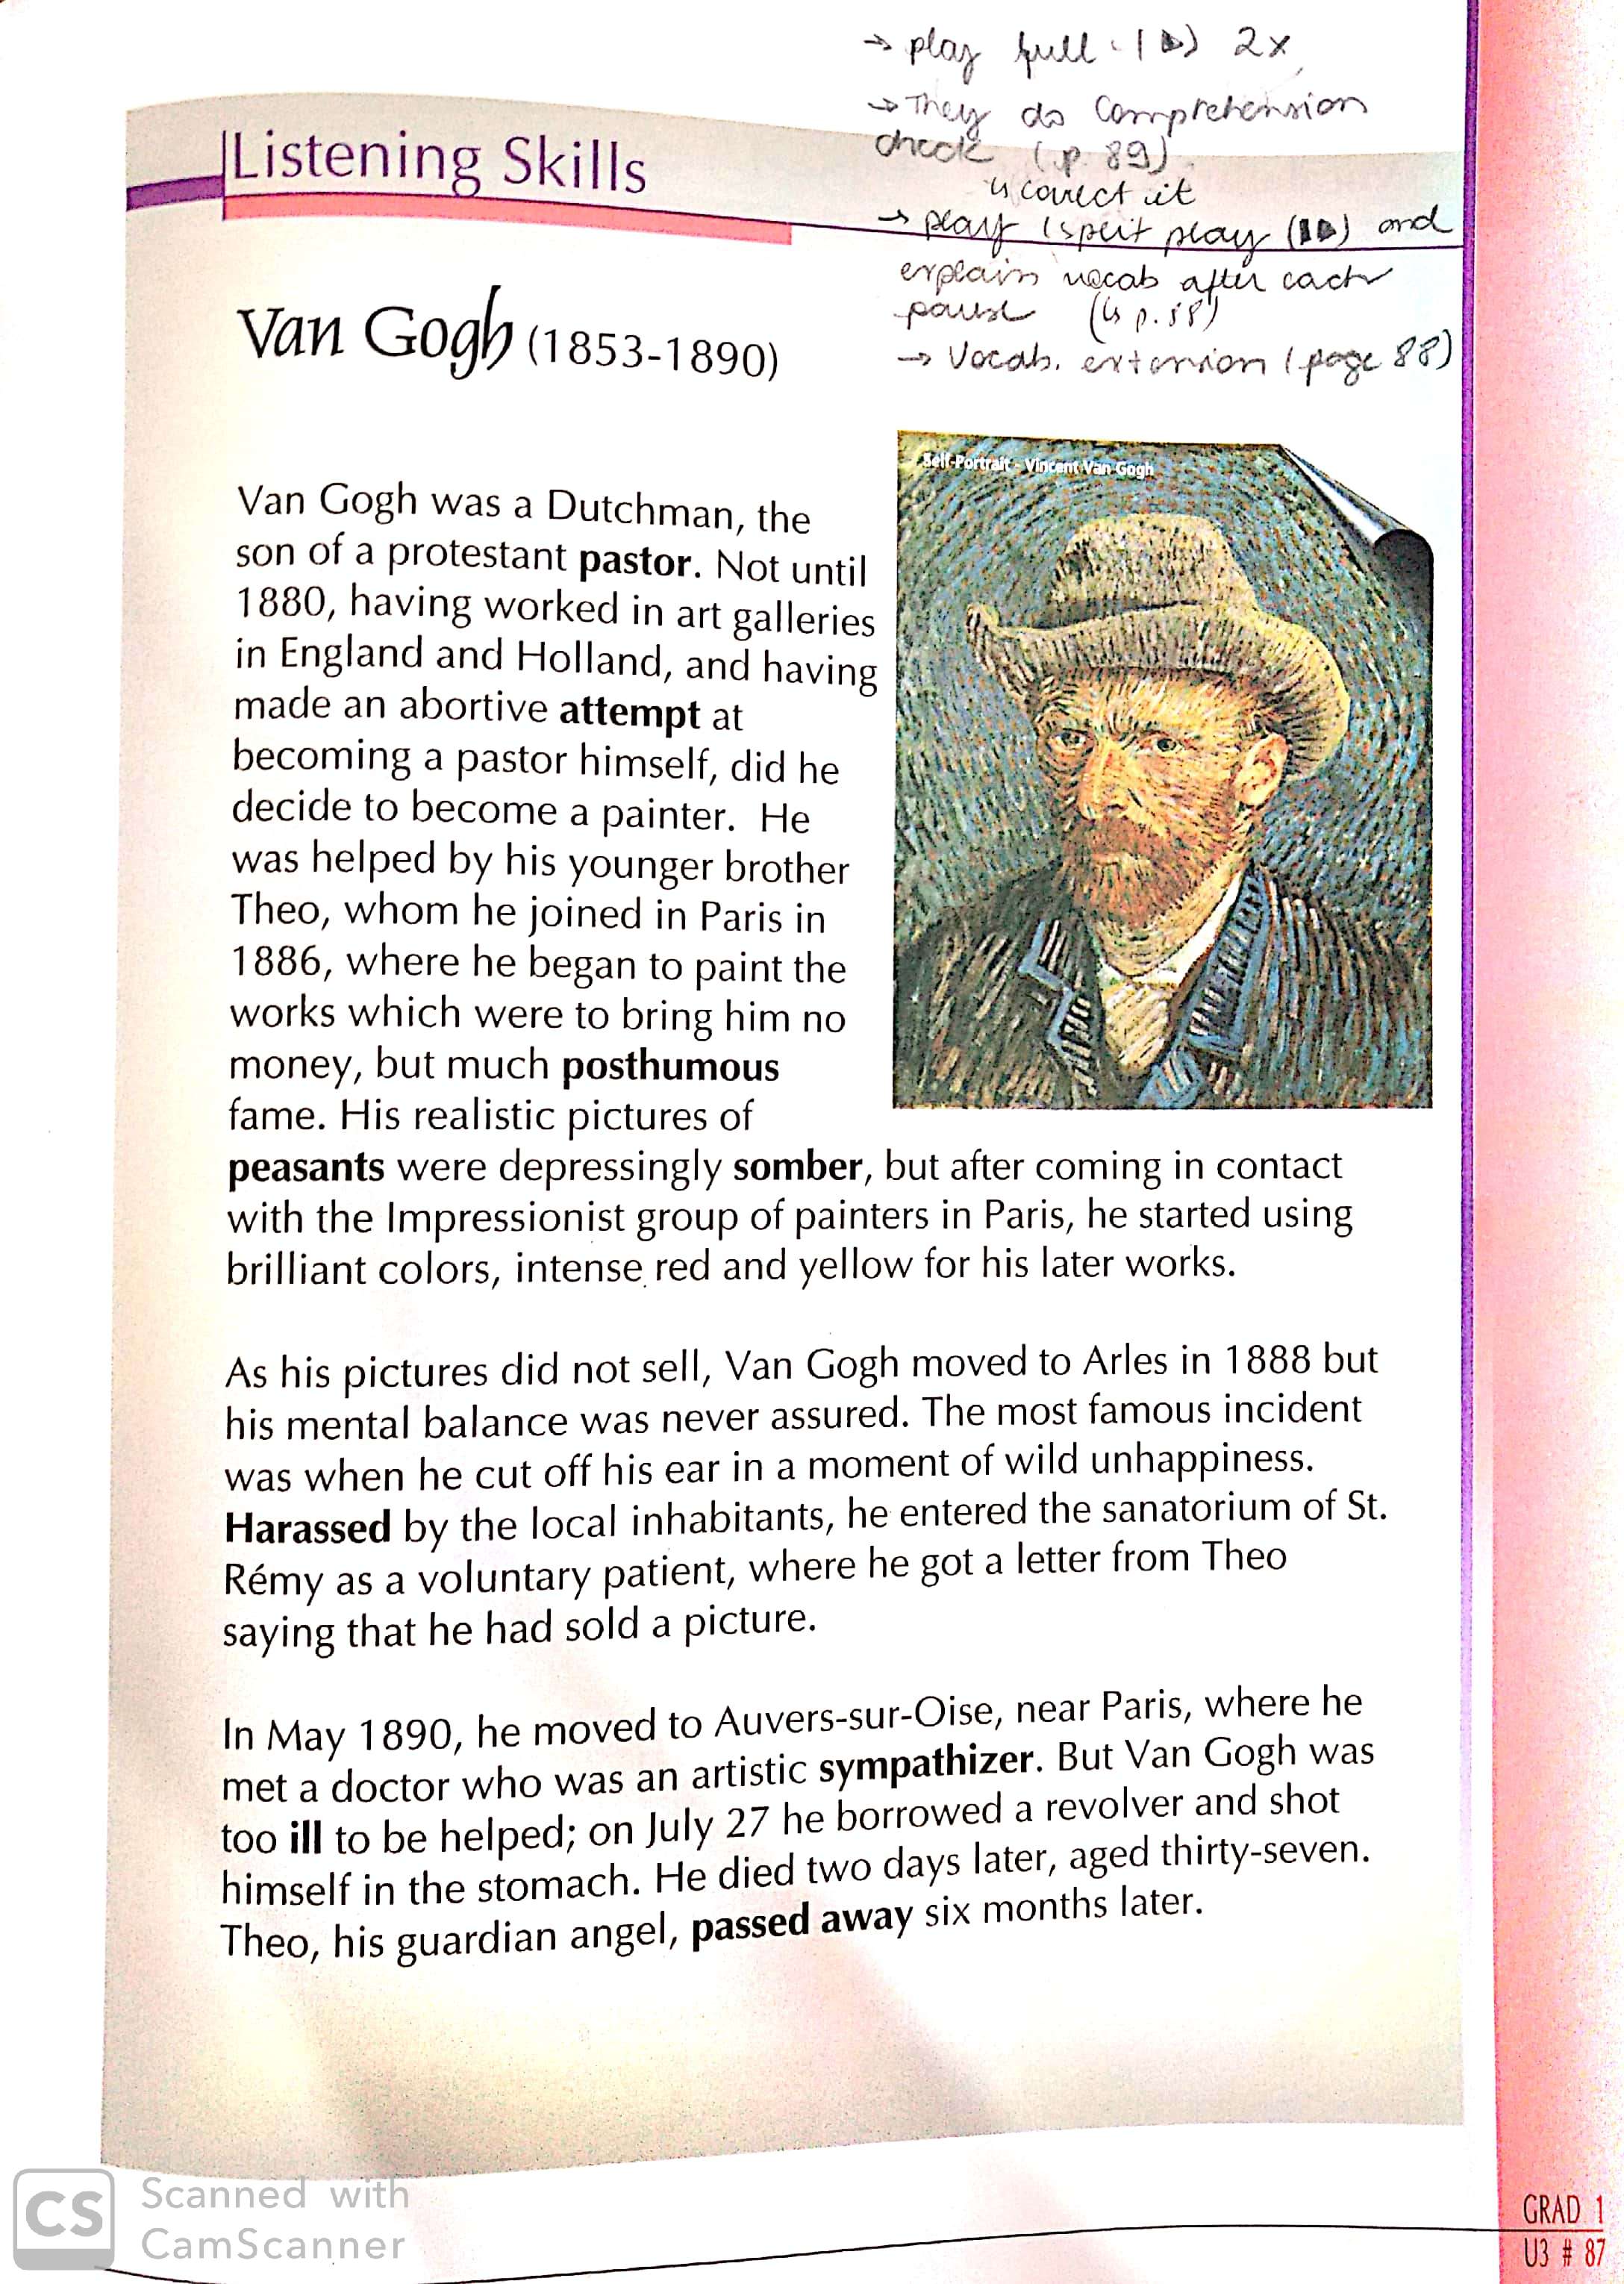 → play full (▶) 2x
→ They do Comprehension
check (p. 89).
↳ correct it
→ play (split play (❚▶) and
explain vocab after each
pause (↳ p. 88)
→ Vocab. extension (page 88)
Listening Skills
Van Gogh (1853-1890)
Self-Portrait - Vincent Van Gogh
Van Gogh was a Dutchman, the
son of a protestant pastor. Not until
1880, having worked in art galleries
in England and Holland, and having
made an abortive attempt at
becoming a pastor himself, did he
decide to become a painter. He
was helped by his younger brother
Theo, whom he joined in Paris in
1886, where he began to paint the
works which were to bring him no
money, but much posthumous
fame. His realistic pictures of
peasants were depressingly somber, but after coming in contact
with the Impressionist group of painters in Paris, he started using
brilliant colors, intense red and yellow for his later works.
As his pictures did not sell, Van Gogh moved to Arles in 1888 but
his mental balance was never assured. The most famous incident
was when he cut off his ear in a moment of wild unhappiness.
Harassed by the local inhabitants, he entered the sanatorium of St.
Rémy as a voluntary patient, where he got a letter from Theo
saying that he had sold a picture.
In May 1890, he moved to Auvers-sur-Oise, near Paris, where he
met a doctor who was an artistic sympathizer. But Van Gogh was
too ill to be helped; on July 27 he borrowed a revolver and shot
himself in the stomach. He died two days later, aged thirty-seven.
Theo, his guardian angel, passed away six months later.
CS Scanned with
CamScanner
GRAD 1
U3 # 87